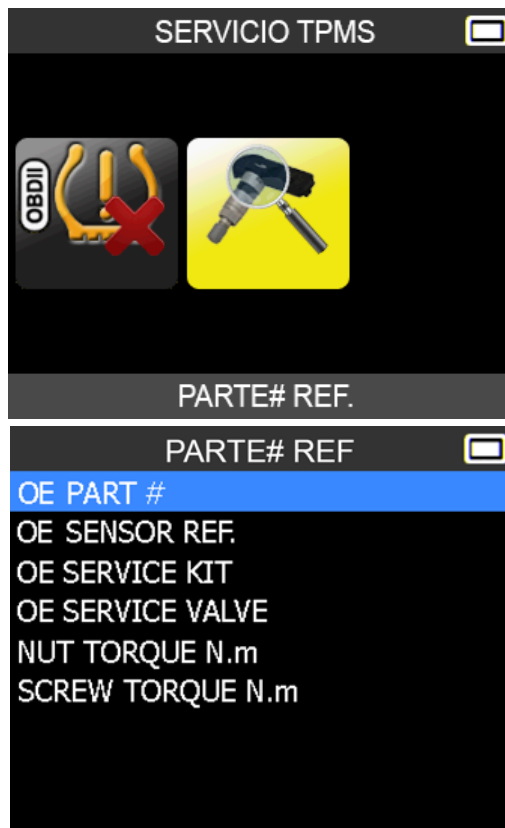 SERVICIO TPMS
OBDII
PARTE# REF.
PARTE# REF
OE PART #
OE SENSOR REF.
OE SERVICE KIT
OE SERVICE VALVE
NUT TORQUE N.m
SCREW TORQUE N.m